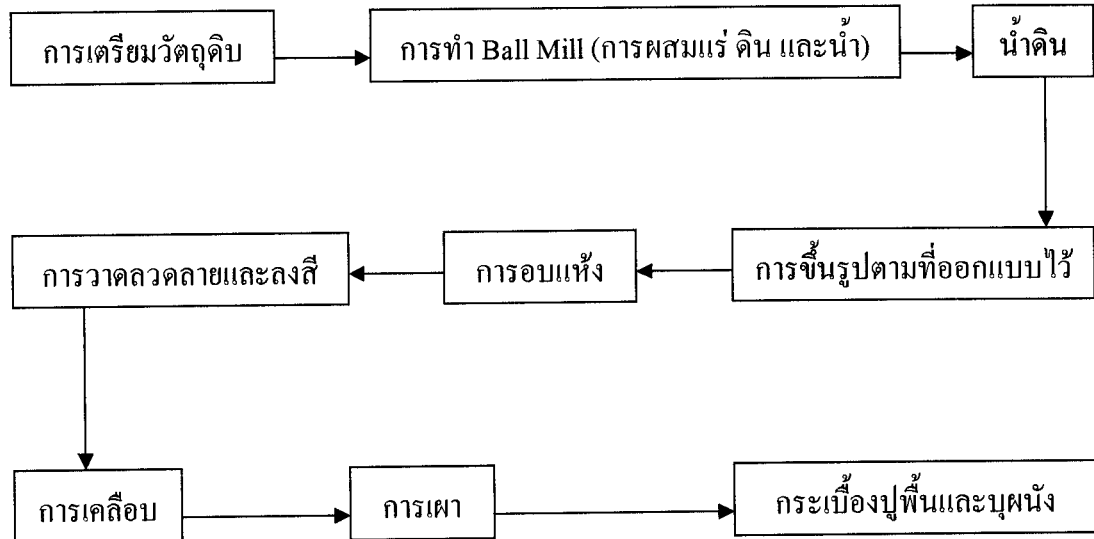 การเตรียมวัตถุดิบ
การทำ Ball Mill (การผสมแร่ ดิน และน้ำ)
น้ำดิน
การขึ้นรูปตามที่ออกแบบไว้
การอบแห้ง
การวาดลวดลายและลงสี
การเคลือบ
การเผา
กระเบื้องปูพื้นและบุผนัง